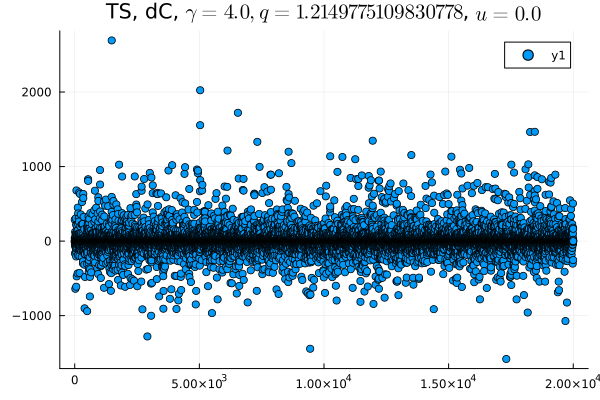 TS, dC, γ = 4.0, q = 1.2149775109830778, u = 0.0
y1
2000
1000
0
−1000
0 5.00×10³ 1.00×10⁴ 1.50×10⁴ 2.00×10⁴